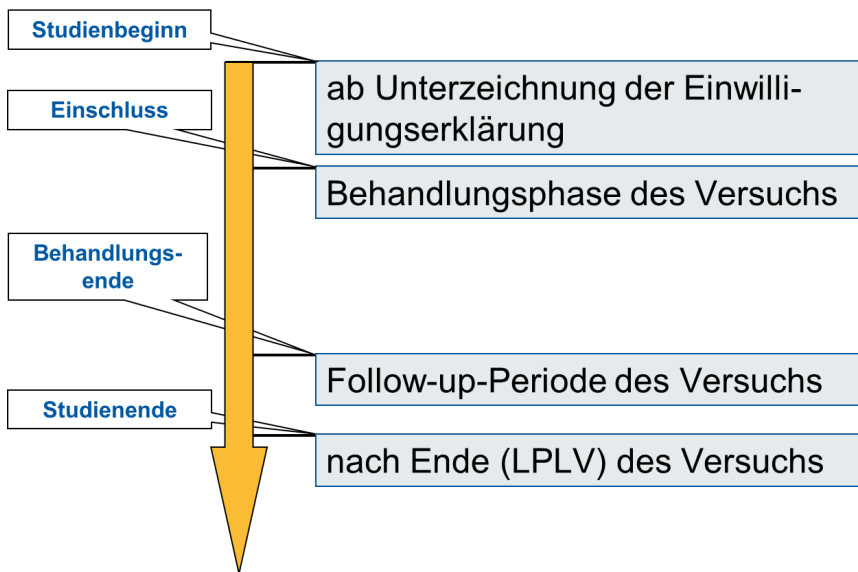 Studienbeginn
ab Unterzeichnung der Einwilli-
gungserklärung
Einschluss
Behandlungsphase des Versuchs
Behandlungs-
ende
Follow-up-Periode des Versuchs
Studienende
nach Ende (LPLV) des Versuchs